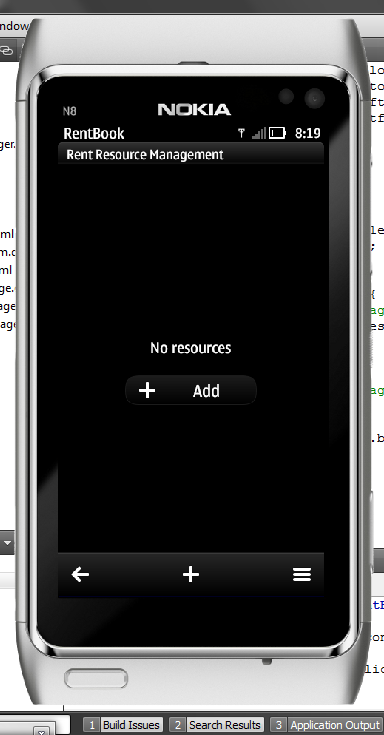 indow
N8
NOKIA
RentBook
8:19
Rent Resource Management
No resources
Add
1 Build Issues
2 Search Results
3 Application Output